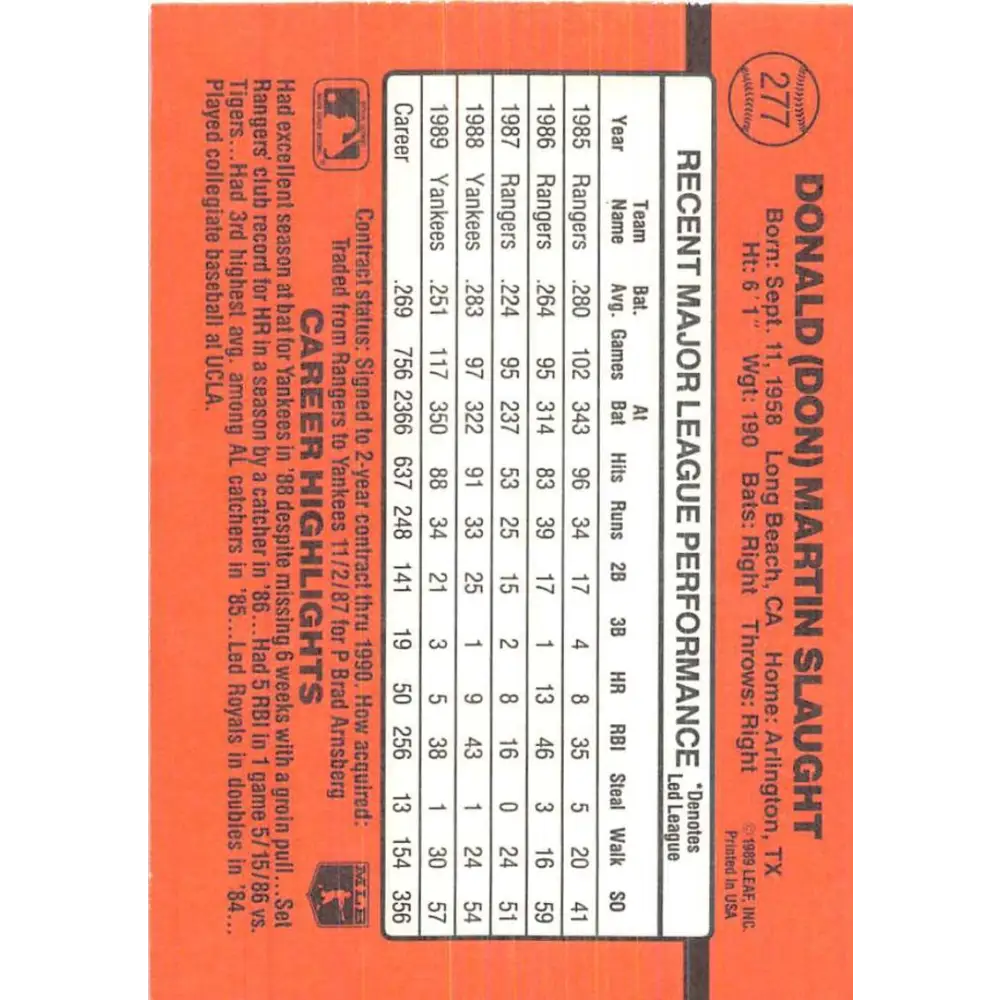 277
DONALD (DON) MARTIN SLAUGHT
Born: Sept. 11, 1958 Long Beach, CA Home: Arlington, TX
Ht: 6'1" Wgt: 190 Bats: Right Throws: Right
©1989 LEAF, INC.
Printed in USA
RECENT MAJOR LEAGUE PERFORMANCE *Denotes Led League
Year Team Name Bat. Avg. Games At Bat Hits Runs 2B 3B HR RBI Steal Walk SO
1985 Rangers .280 102 343 96 34 17 4 8 35 5 20 41
1986 Rangers .264 95 314 83 39 17 1 13 46 3 16 59
1987 Rangers .224 95 237 53 25 15 2 8 16 0 24 51
1988 Yankees .283 97 322 91 33 25 1 9 43 1 24 54
1989 Yankees .251 117 350 88 34 21 3 5 38 1 30 57
Career .269 756 2366 637 248 141 19 50 256 13 154 356
Contract status: Signed to 2-year contract thru 1990. How acquired:
Traded from Rangers to Yankees 11/2/87 for P Brad Arnsberg
MLB
CAREER HIGHLIGHTS
Had excellent season at bat for Yankees in '88 despite missing 6 weeks with a groin pull...Set
Rangers' club record for HR in a season by a catcher in '86...Had 5 RBI in 1 game 5/15/86 vs.
Tigers...Had 3rd highest avg. among AL catchers in '85...Led Royals in doubles in '84...
Played collegiate baseball at UCLA.